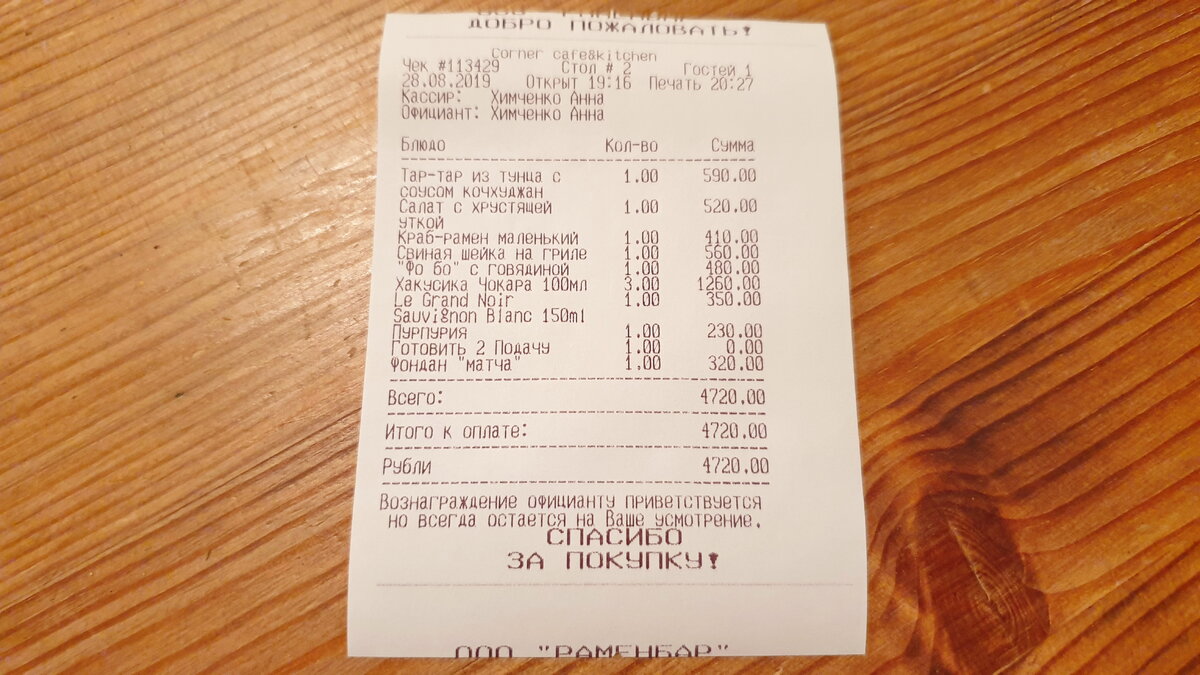 ДОБРО ПОЖАЛОВАТЬ!
Corner cafe&kitchen
Чек #113429 Стол # 2 Гостей 1
28.08.2019 Открыт 19:16 Печать 20:27
Кассир: Химченко Анна
Официант: Химченко Анна
Блюдо Кол-во Сумма
Тар-тар из тунца с 1.00 590.00
соусом кочхуджан
Салат с хрустящей 1.00 520.00
уткой
Краб-рамен маленький 1.00 410.00
Свиная шейка на гриле 1.00 560.00
"Фо бо" с говядиной 1.00 480.00
Хакусика Чокара 100мл 3.00 1260.00
Le Grand Noir 1.00 350.00
Sauvignon Blanc 150ml
Пурпурия 1.00 230.00
Готовить 2 Подачу 1.00 0.00
Фондан "матча" 1.00 320.00
Всего: 4720.00
Итого к оплате: 4720.00
Рубли 4720.00
Вознаграждение официанту приветствуется
но всегда остается на Ваше усмотрение.
СПАСИБО
ЗА ПОКУПКУ!
ООО "РАМЕНБАР"